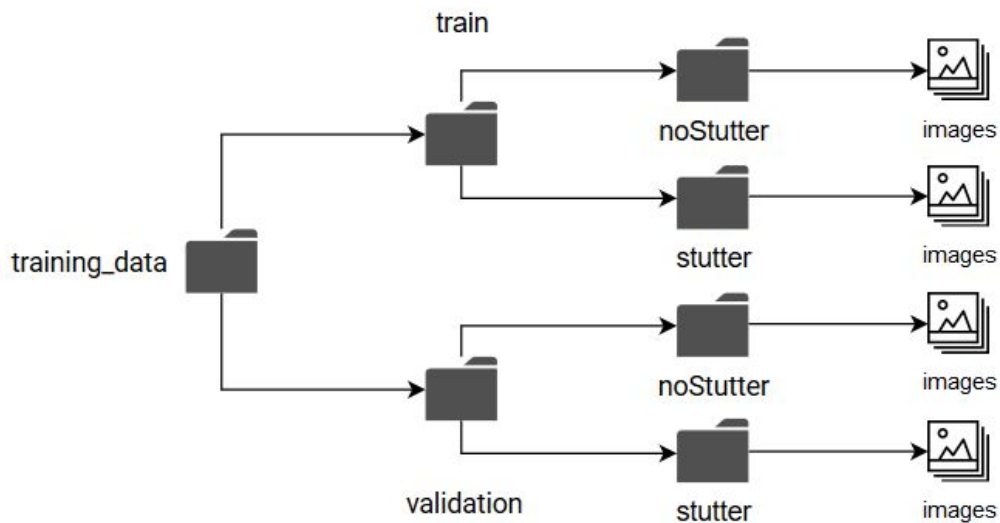 train
noStutter
images
stutter
images
training_data
noStutter
images
validation
stutter
images